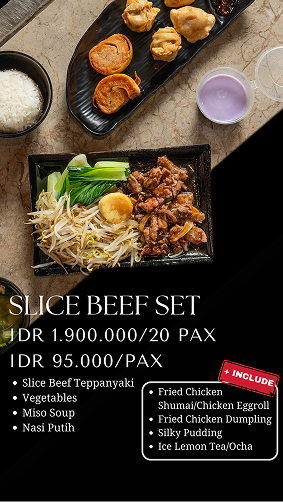 SLICE BEEF SET
IDR 1.900.000/20 PAX
IDR 95.000/PAX
• Slice Beef Teppanyaki
• Vegetables
• Miso Soup
• Nasi Putih
+ INCLUDE
• Fried Chicken
Shumai/Chicken Eggroll
• Fried Chicken Dumpling
• Silky Pudding
• Ice Lemon Tea/Ocha